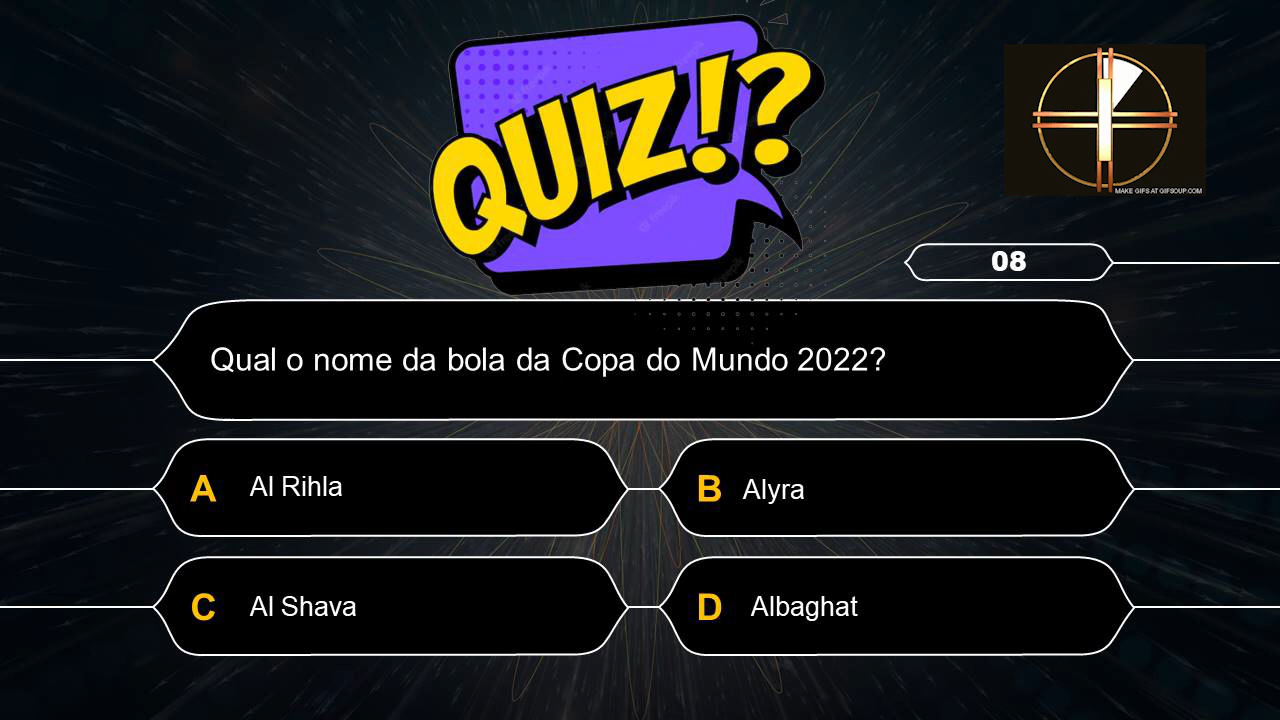 QUIZ!?
MAKE GIFS AT GIFSOUP.COM
08
Qual o nome da bola da Copa do Mundo 2022?
A Al Rihla
B Alyra
C Al Shava
D Albaghat